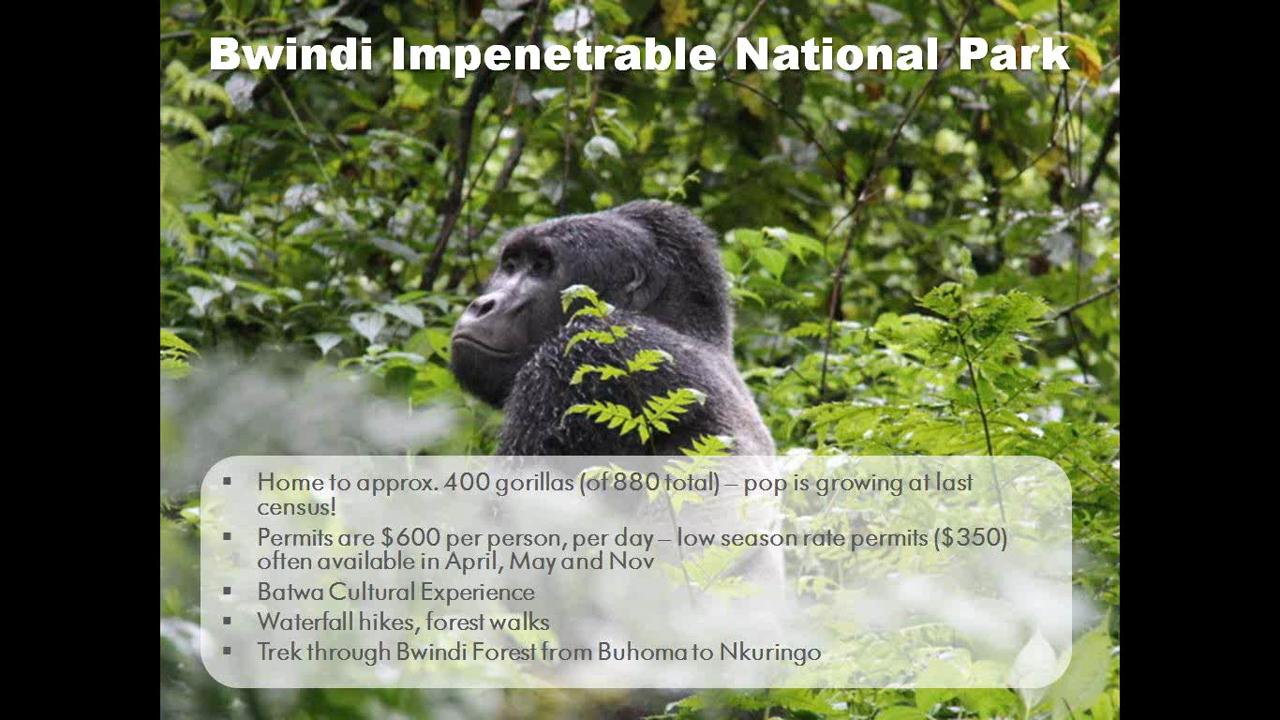 Bwindi Impenetrable National Park
▪ Home to approx. 400 gorillas (of 880 total) – pop is growing at last
census!
▪ Permits are $600 per person, per day – low season rate permits ($350)
often available in April, May and Nov
▪ Batwa Cultural Experience
▪ Waterfall hikes, forest walks
▪ Trek through Bwindi Forest from Buhoma to Nkuringo